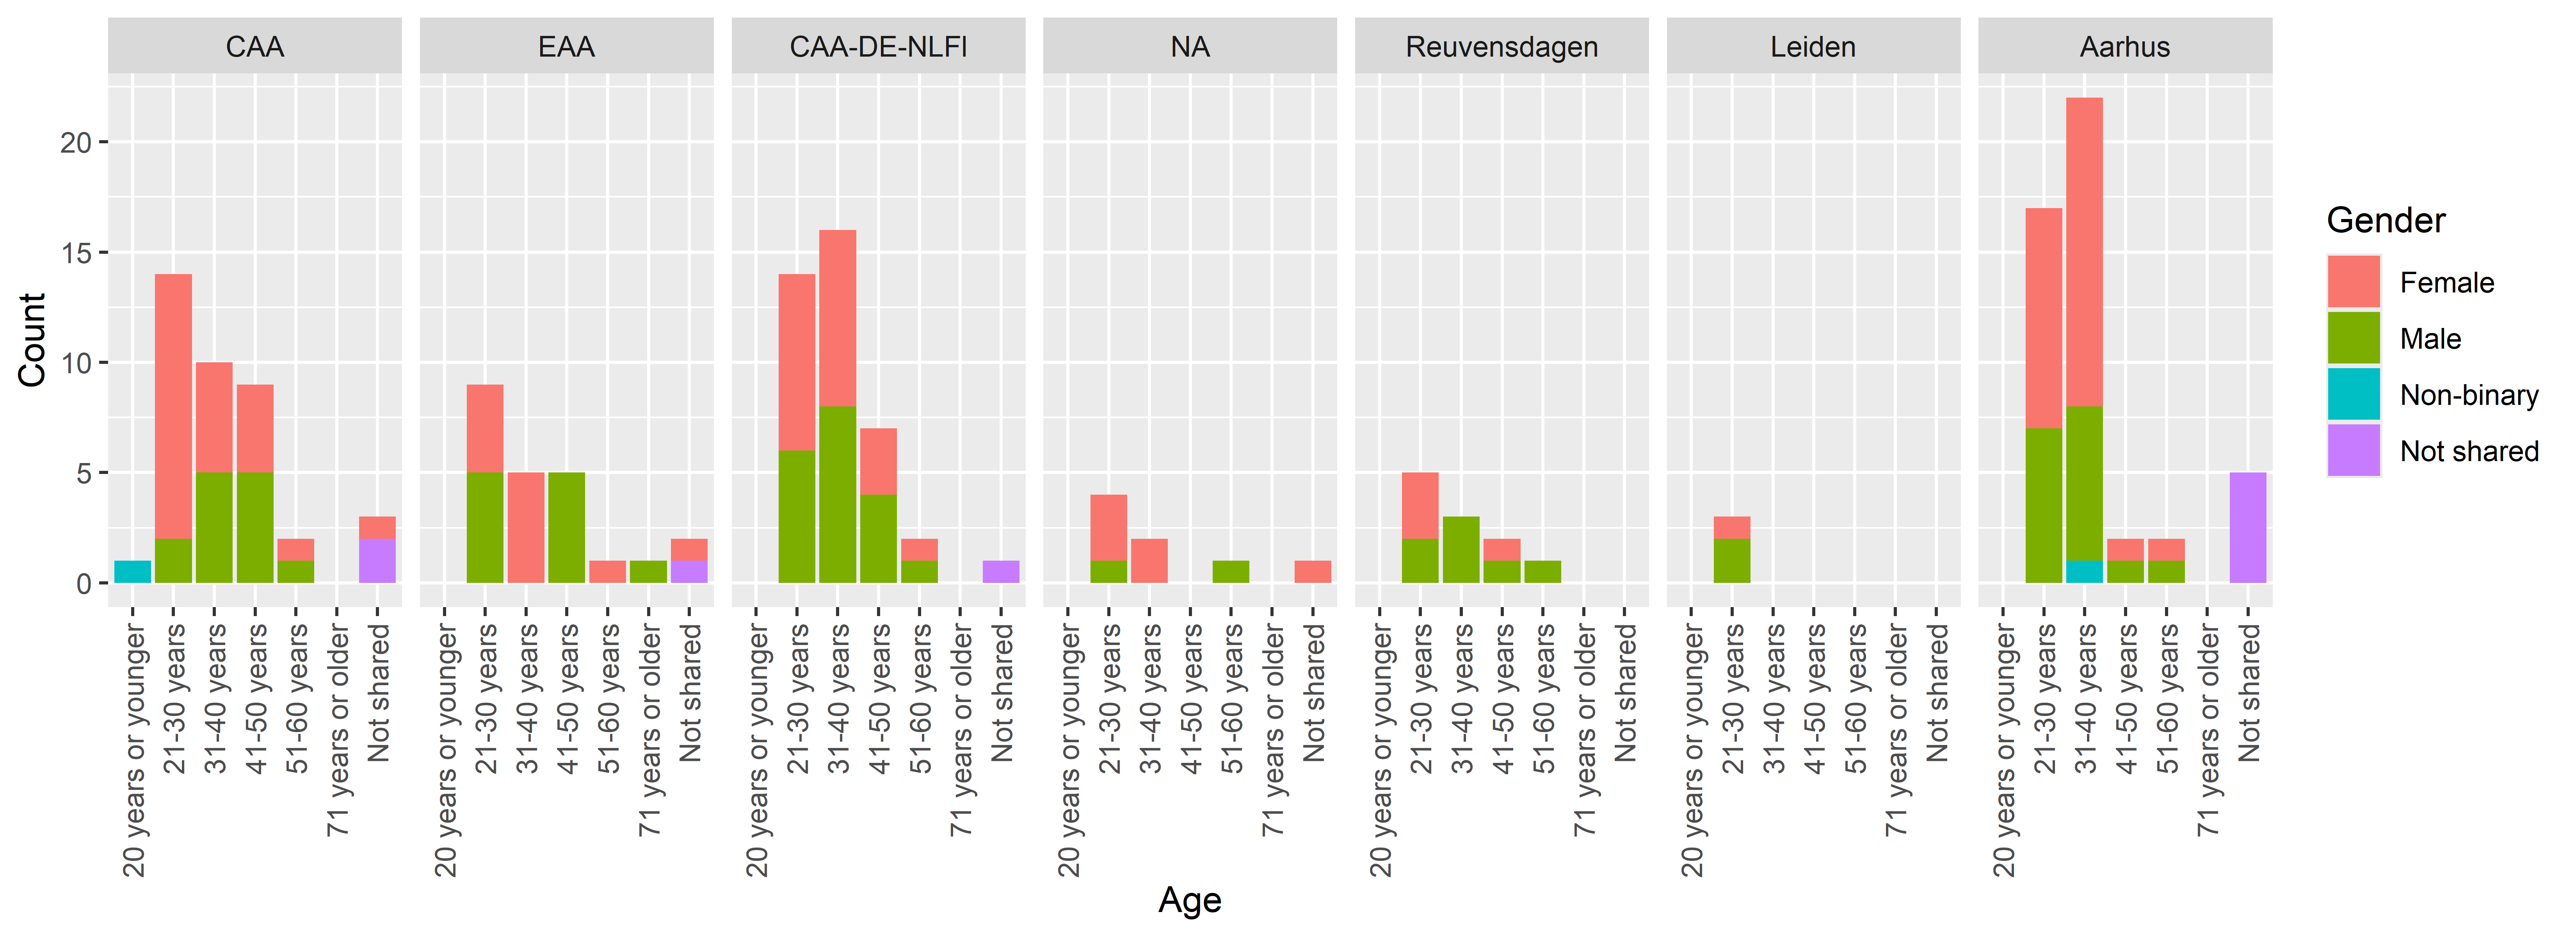 CAA
EAA
CAA-DE-NLFI
NA
Reuvensdagen
Leiden
Aarhus
Count
20
15
10
5
0
20 years or younger
21-30 years
31-40 years
41-50 years
51-60 years
71 years or older
Not shared
20 years or younger
21-30 years
31-40 years
41-50 years
51-60 years
71 years or older
Not shared
20 years or younger
21-30 years
31-40 years
41-50 years
51-60 years
71 years or older
Not shared
20 years or younger
21-30 years
31-40 years
41-50 years
51-60 years
71 years or older
Not shared
20 years or younger
21-30 years
31-40 years
41-50 years
51-60 years
71 years or older
Not shared
20 years or younger
21-30 years
31-40 years
41-50 years
51-60 years
71 years or older
Not shared
20 years or younger
21-30 years
31-40 years
41-50 years
51-60 years
71 years or older
Not shared
Age
Gender
Female
Male
Non-binary
Not shared